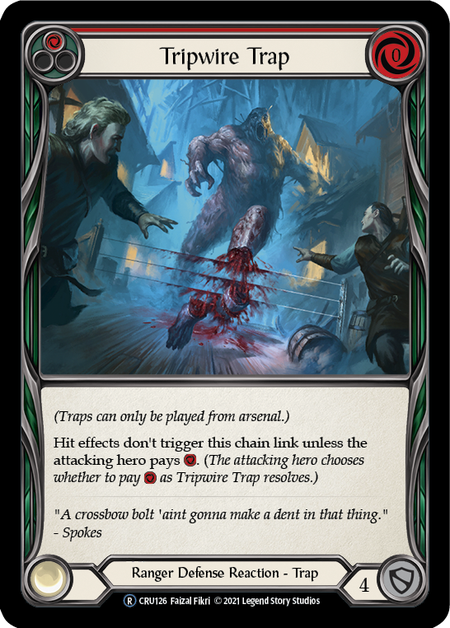 0
Tripwire Trap
(Traps can only be played from arsenal.)
Hit effects don't trigger this chain link unless the
attacking hero pays . (The attacking hero chooses
whether to pay as Tripwire Trap resolves.)
"A crossbow bolt 'aint gonna make a dent in that thing."
- Spokes
Ranger Defense Reaction - Trap
4
R CRU126 Faizal Fikri © 2021 Legend Story Studios